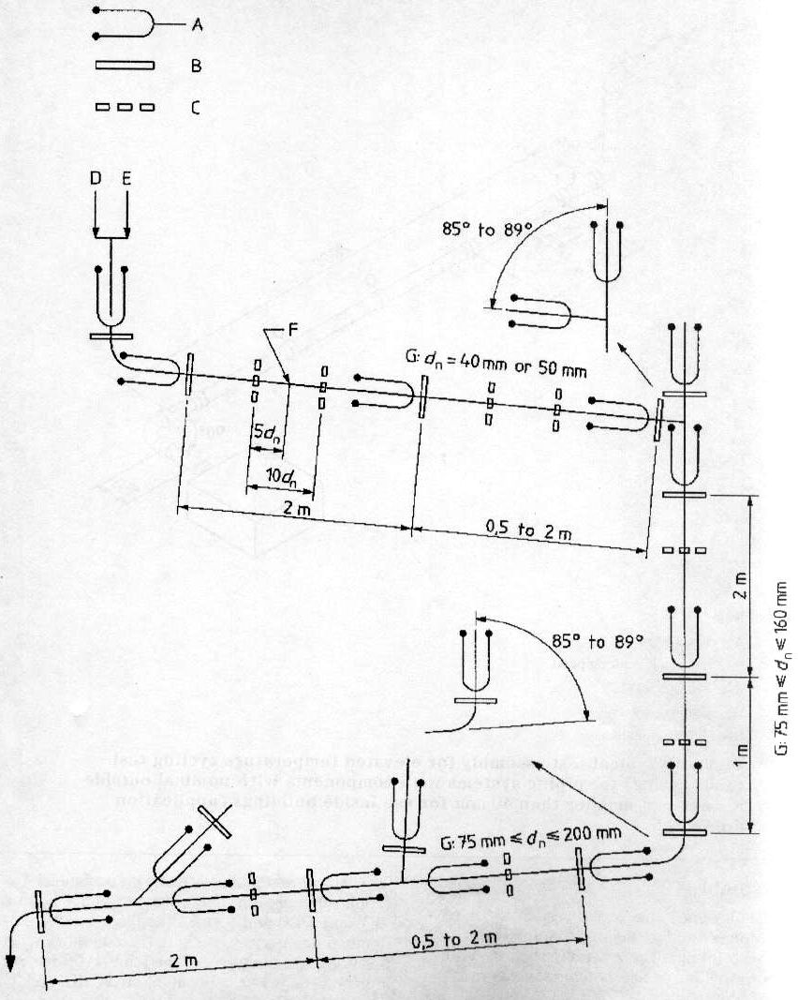 A
B
C
D E
85° to 89°
F
G: dₙ = 40 mm or 50 mm
5dₙ
10dₙ
2 m
0,5 to 2 m
2 m
G: 75 mm ≤ dₙ ≤ 160 mm
85° to 89°
1m
G: 75 mm ≤ dₙ ≤ 200 mm
0,5 to 2 m
2 m